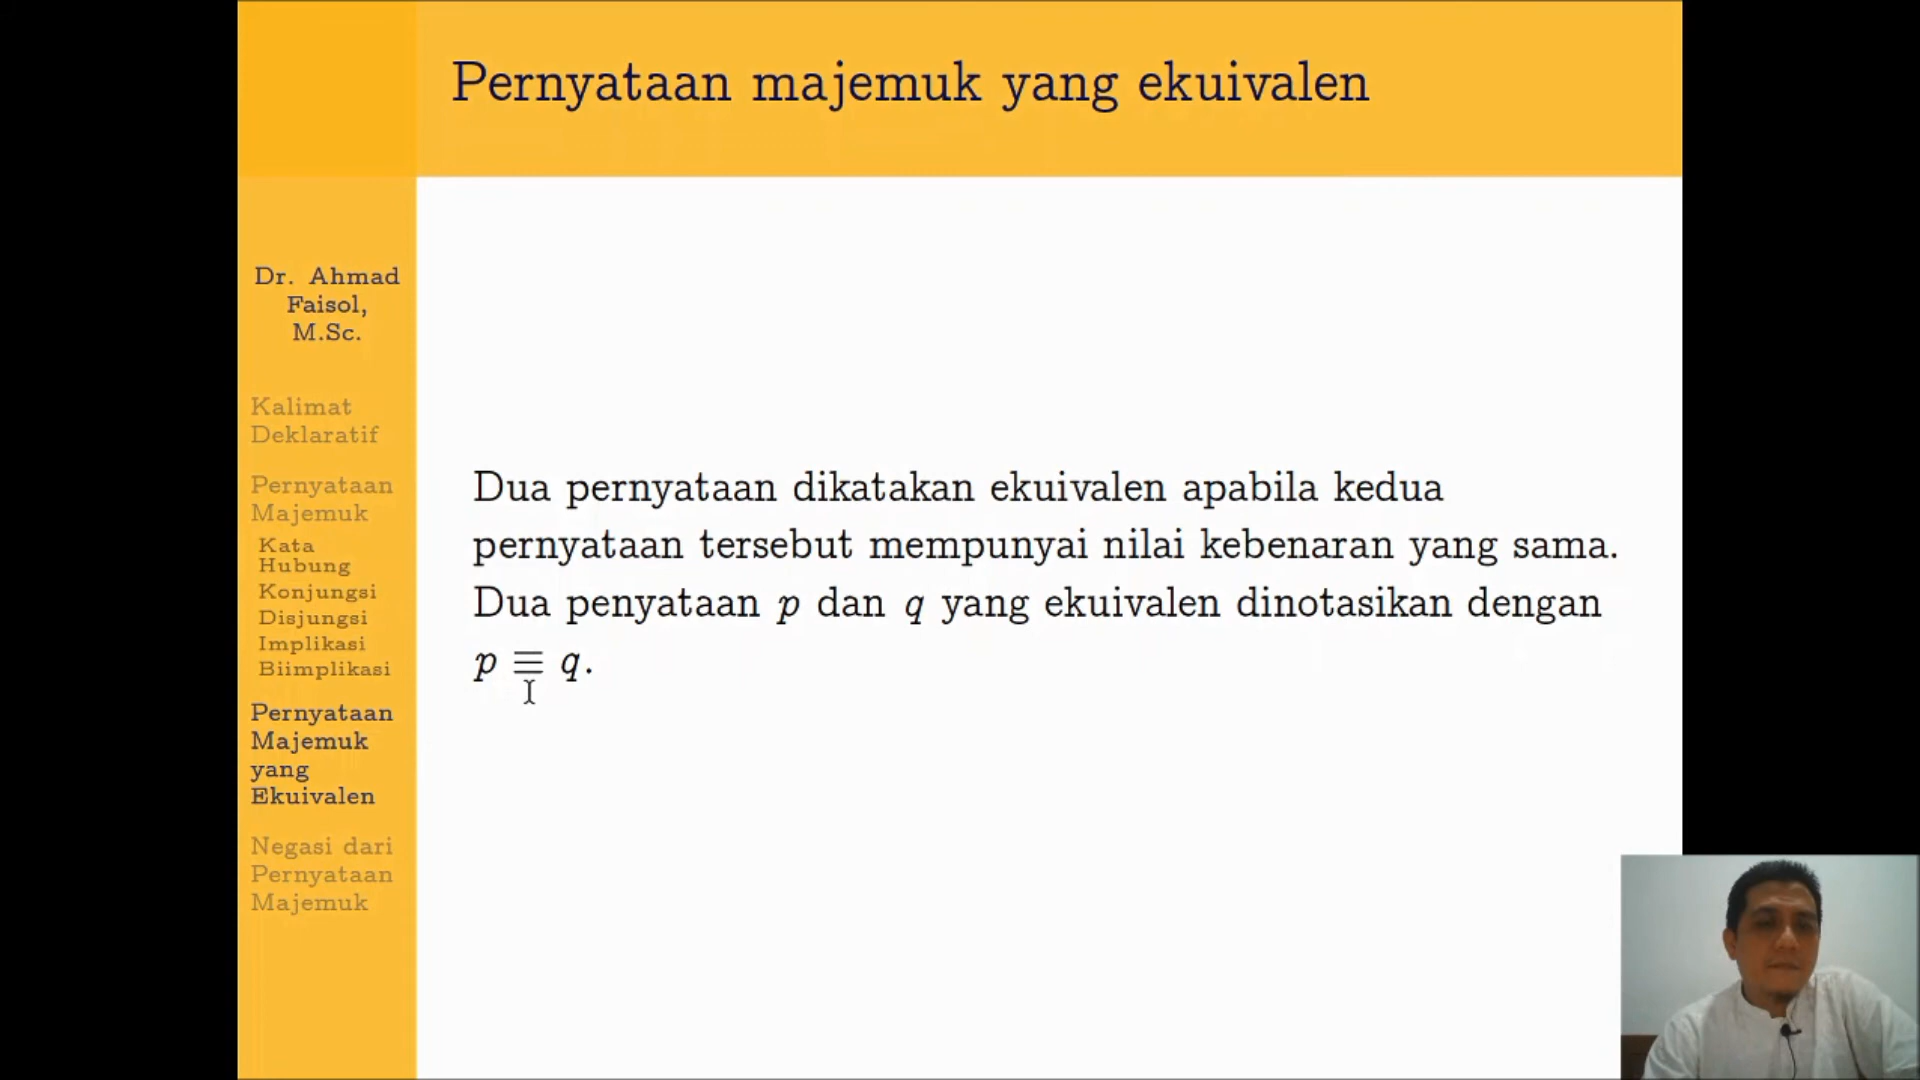 Pernyataan majemuk yang ekuivalen
Dr. Ahmad
Faisol,
M.Sc.
Kalimat
Deklaratif
Pernyataan
Majemuk
Kata
Hubung
Konjungsi
Disjungsi
Implikasi
Biimplikasi
Pernyataan
Majemuk
yang
Ekuivalen
Negasi dari
Pernyataan
Majemuk
Dua pernyataan dikatakan ekuivalen apabila kedua
pernyataan tersebut mempunyai nilai kebenaran yang sama.
Dua penyataan p dan q yang ekuivalen dinotasikan dengan
p ≡ q.